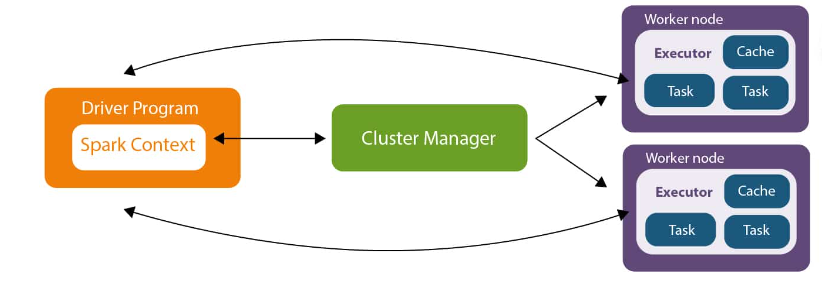 Driver Program
Spark Context
Cluster Manager
Worker node
Executor
Cache
Task
Task
Worker node
Executor
Cache
Task
Task